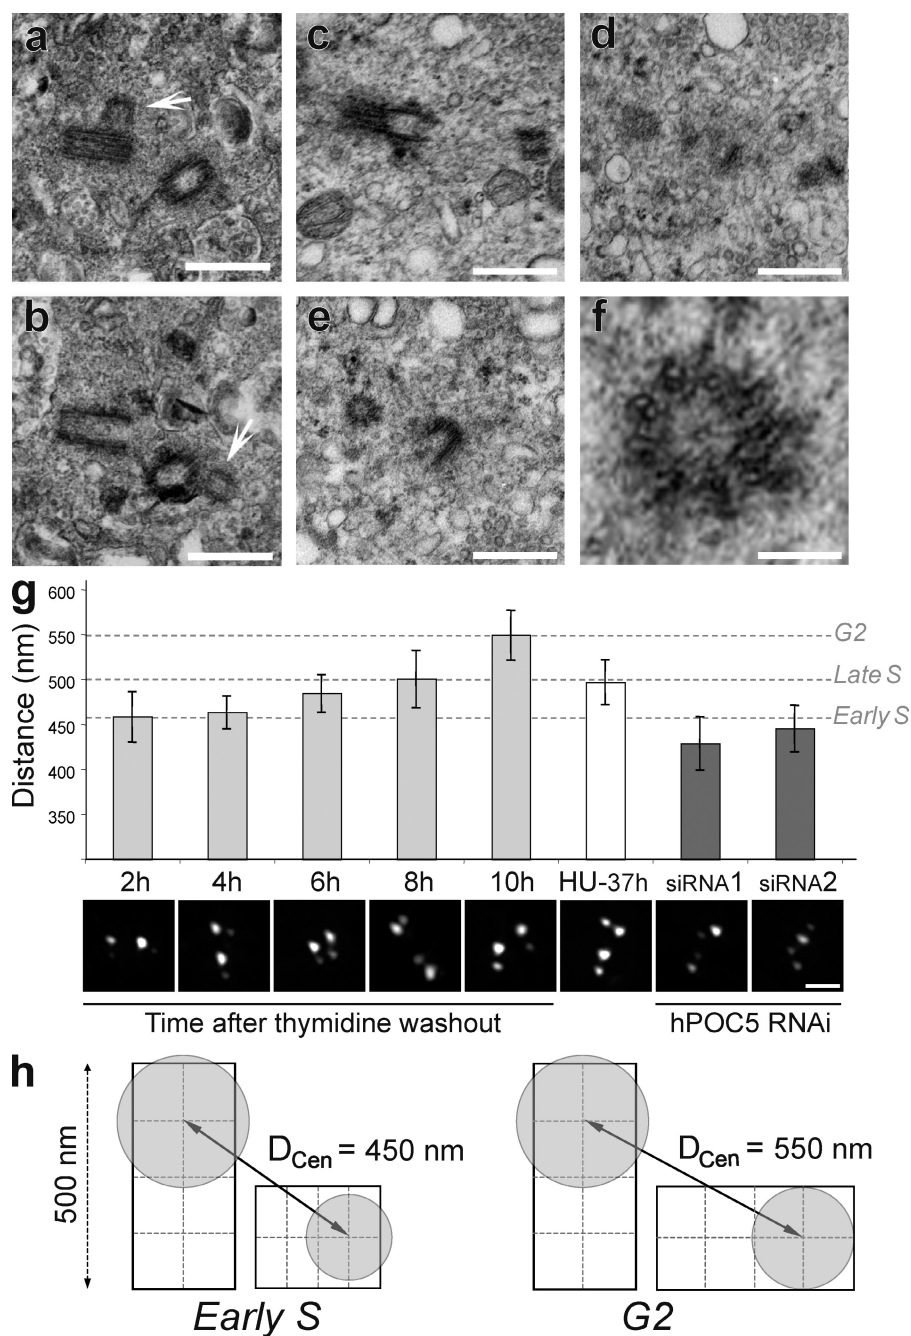 a
c
d
b
e
f
g
Distance (nm)
600
550
500
450
400
350
G2
Late S
Early S
2h
4h
6h
8h
10h
HU-37h
siRNA1
siRNA2
Time after thymidine washout
hPOC5 RNAi
h
500 nm
DCen = 450 nm
DCen = 550 nm
Early S
G2